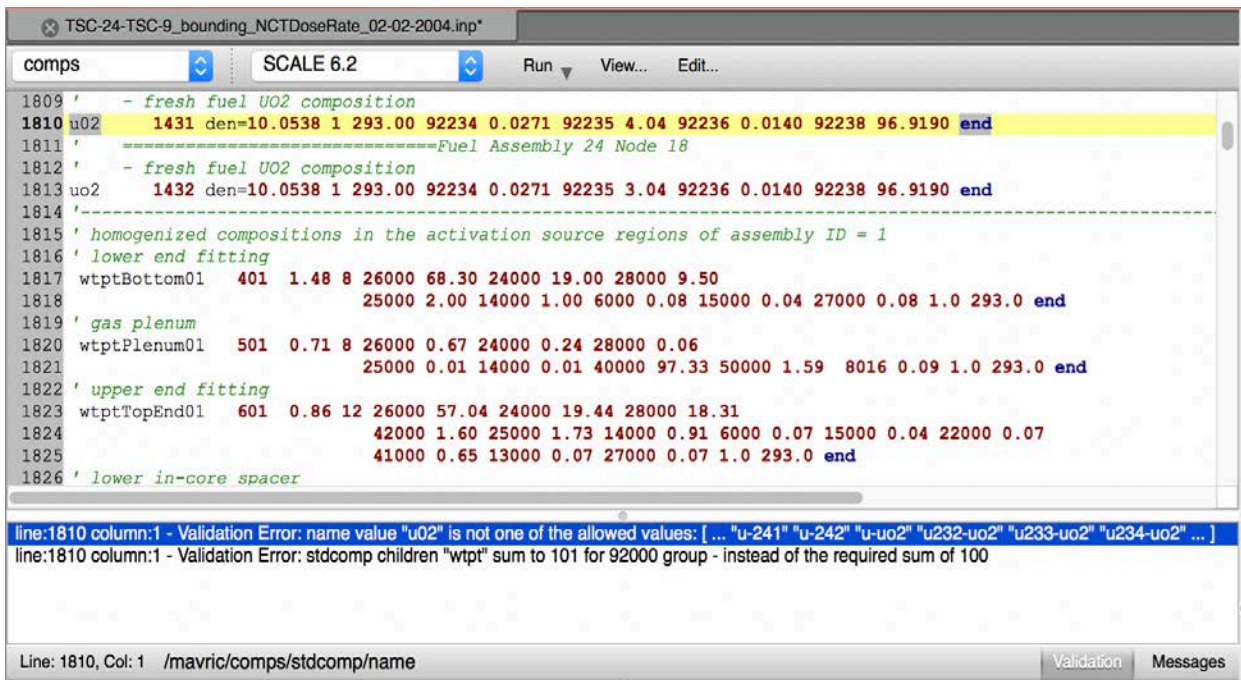 TSC-24-TSC-9_bounding_NCTDoseRate_02-02-2004.inp*
comps SCALE 6.2 Run View... Edit...
1809 ' - fresh fuel UO2 composition
1810 u02 1431 den=10.0538 1 293.00 92234 0.0271 92235 4.04 92236 0.0140 92238 96.9190 end
1811 ' ==============================Fuel Assembly 24 Node 18
1812 ' - fresh fuel UO2 composition
1813 uo2 1432 den=10.0538 1 293.00 92234 0.0271 92235 3.04 92236 0.0140 92238 96.9190 end
1814 '--------------------------------------------------------------------------------
1815 ' homogenized compositions in the activation source regions of assembly ID = 1
1816 ' lower end fitting
1817 wtptBottom01 401 1.48 8 26000 68.30 24000 19.00 28000 9.50
1818 25000 2.00 14000 1.00 6000 0.08 15000 0.04 27000 0.08 1.0 293.0 end
1819 ' gas plenum
1820 wtptPlenum01 501 0.71 8 26000 0.67 24000 0.24 28000 0.06
1821 25000 0.01 14000 0.01 40000 97.33 50000 1.59 8016 0.09 1.0 293.0 end
1822 ' upper end fitting
1823 wtptTopEnd01 601 0.86 12 26000 57.04 24000 19.44 28000 18.31
1824 42000 1.60 25000 1.73 14000 0.91 6000 0.07 15000 0.04 22000 0.07
1825 41000 0.65 13000 0.07 27000 0.07 1.0 293.0 end
1826 ' lower in-core spacer
line:1810 column:1 - Validation Error: name value "u02" is not one of the allowed values: [ ... "u-241" "u-242" "u-uo2" "u232-uo2" "u233-uo2" "u234-uo2" ... ]
line:1810 column:1 - Validation Error: stdcomp children "wtpt" sum to 101 for 92000 group - instead of the required sum of 100
Line: 1810, Col: 1 /mavric/comps/stdcomp/name Validation Messages